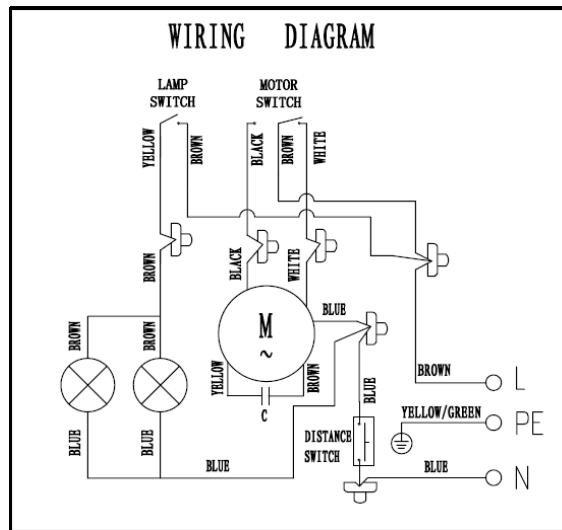 WIRING DIAGRAM
LAMP
SWITCH
MOTOR
SWITCH
YELLOW
BROWN
BLACK
BROWN
WHITE
BROWN
BLACK
WHITE
BROWN
BROWN
M
~
BLUE
YELLOW
BROWN
C
BLUE
BROWN
L
YELLOW/GREEN
PE
DISTANCE
SWITCH
BLUE
BLUE
BLUE
BLUE
N